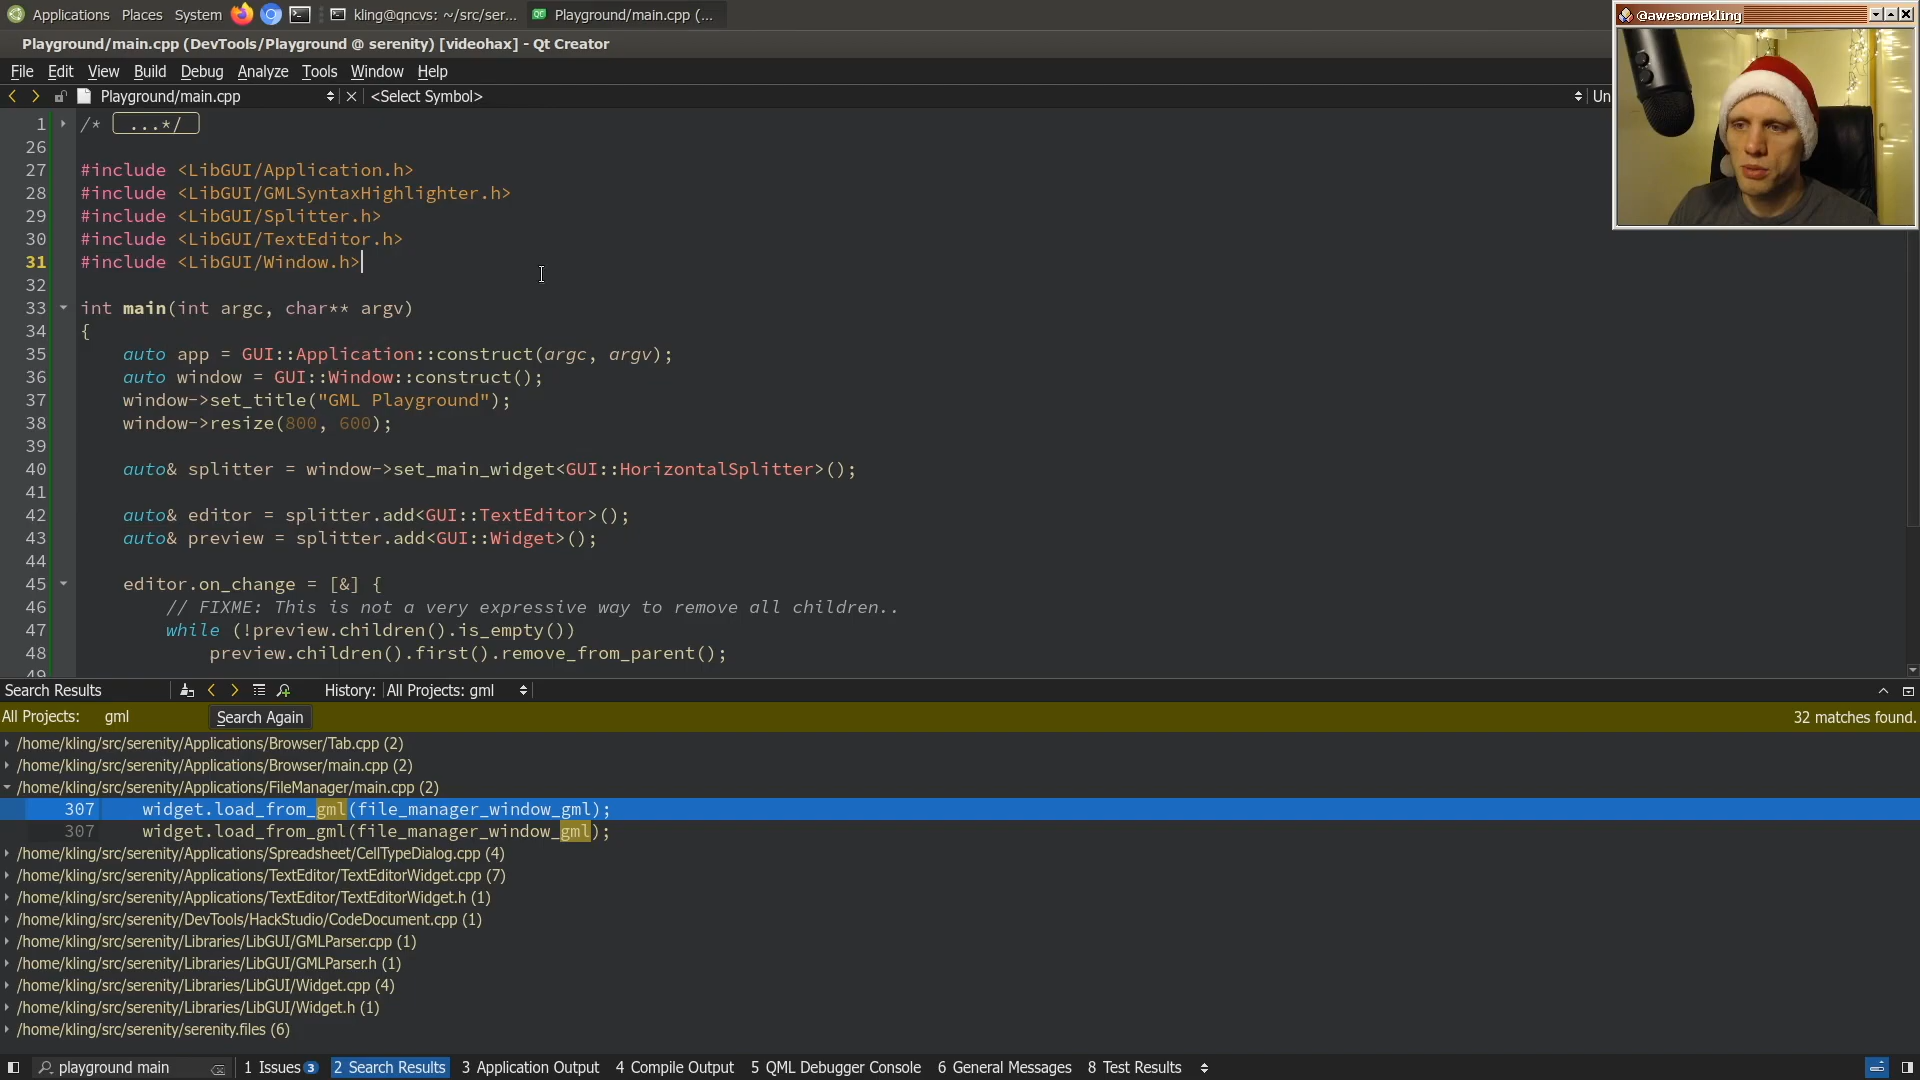 Applications Places System kling@qncvs: ~/src/ser... Playground/main.cpp (...
@awesomekling
Playground/main.cpp (DevTools/Playground @ serenity) [videohax] - Qt Creator
File Edit View Build Debug Analyze Tools Window Help
Playground/main.cpp <Select Symbol> Un
1 /* ...*/
26
27 #include <LibGUI/Application.h>
28 #include <LibGUI/GMLSyntaxHighlighter.h>
29 #include <LibGUI/Splitter.h>
30 #include <LibGUI/TextEditor.h>
31 #include <LibGUI/Window.h>
32
33 int main(int argc, char** argv)
34 {
35 auto app = GUI::Application::construct(argc, argv);
36 auto window = GUI::Window::construct();
37 window->set_title("GML Playground");
38 window->resize(800, 600);
39
40 auto& splitter = window->set_main_widget<GUI::HorizontalSplitter>();
41
42 auto& editor = splitter.add<GUI::TextEditor>();
43 auto& preview = splitter.add<GUI::Widget>();
44
45 editor.on_change = [&] {
46 // FIXME: This is not a very expressive way to remove all children..
47 while (!preview.children().is_empty())
48 preview.children().first().remove_from_parent();
49
Search Results History: All Projects: gml
All Projects: gml Search Again 32 matches found.
/home/kling/src/serenity/Applications/Browser/Tab.cpp (2)
/home/kling/src/serenity/Applications/Browser/main.cpp (2)
/home/kling/src/serenity/Applications/FileManager/main.cpp (2)
307 widget.load_from_gml(file_manager_window_gml);
307 widget.load_from_gml(file_manager_window_gml);
/home/kling/src/serenity/Applications/Spreadsheet/CellTypeDialog.cpp (4)
/home/kling/src/serenity/Applications/TextEditor/TextEditorWidget.cpp (7)
/home/kling/src/serenity/Applications/TextEditor/TextEditorWidget.h (1)
/home/kling/src/serenity/DevTools/HackStudio/CodeDocument.cpp (1)
/home/kling/src/serenity/Libraries/LibGUI/GMLParser.cpp (1)
/home/kling/src/serenity/Libraries/LibGUI/GMLParser.h (1)
/home/kling/src/serenity/Libraries/LibGUI/Widget.cpp (4)
/home/kling/src/serenity/Libraries/LibGUI/Widget.h (1)
/home/kling/src/serenity/serenity.files (6)
playground main 1 Issues 3 2 Search Results 3 Application Output 4 Compile Output 5 QML Debugger Console 6 General Messages 8 Test Results